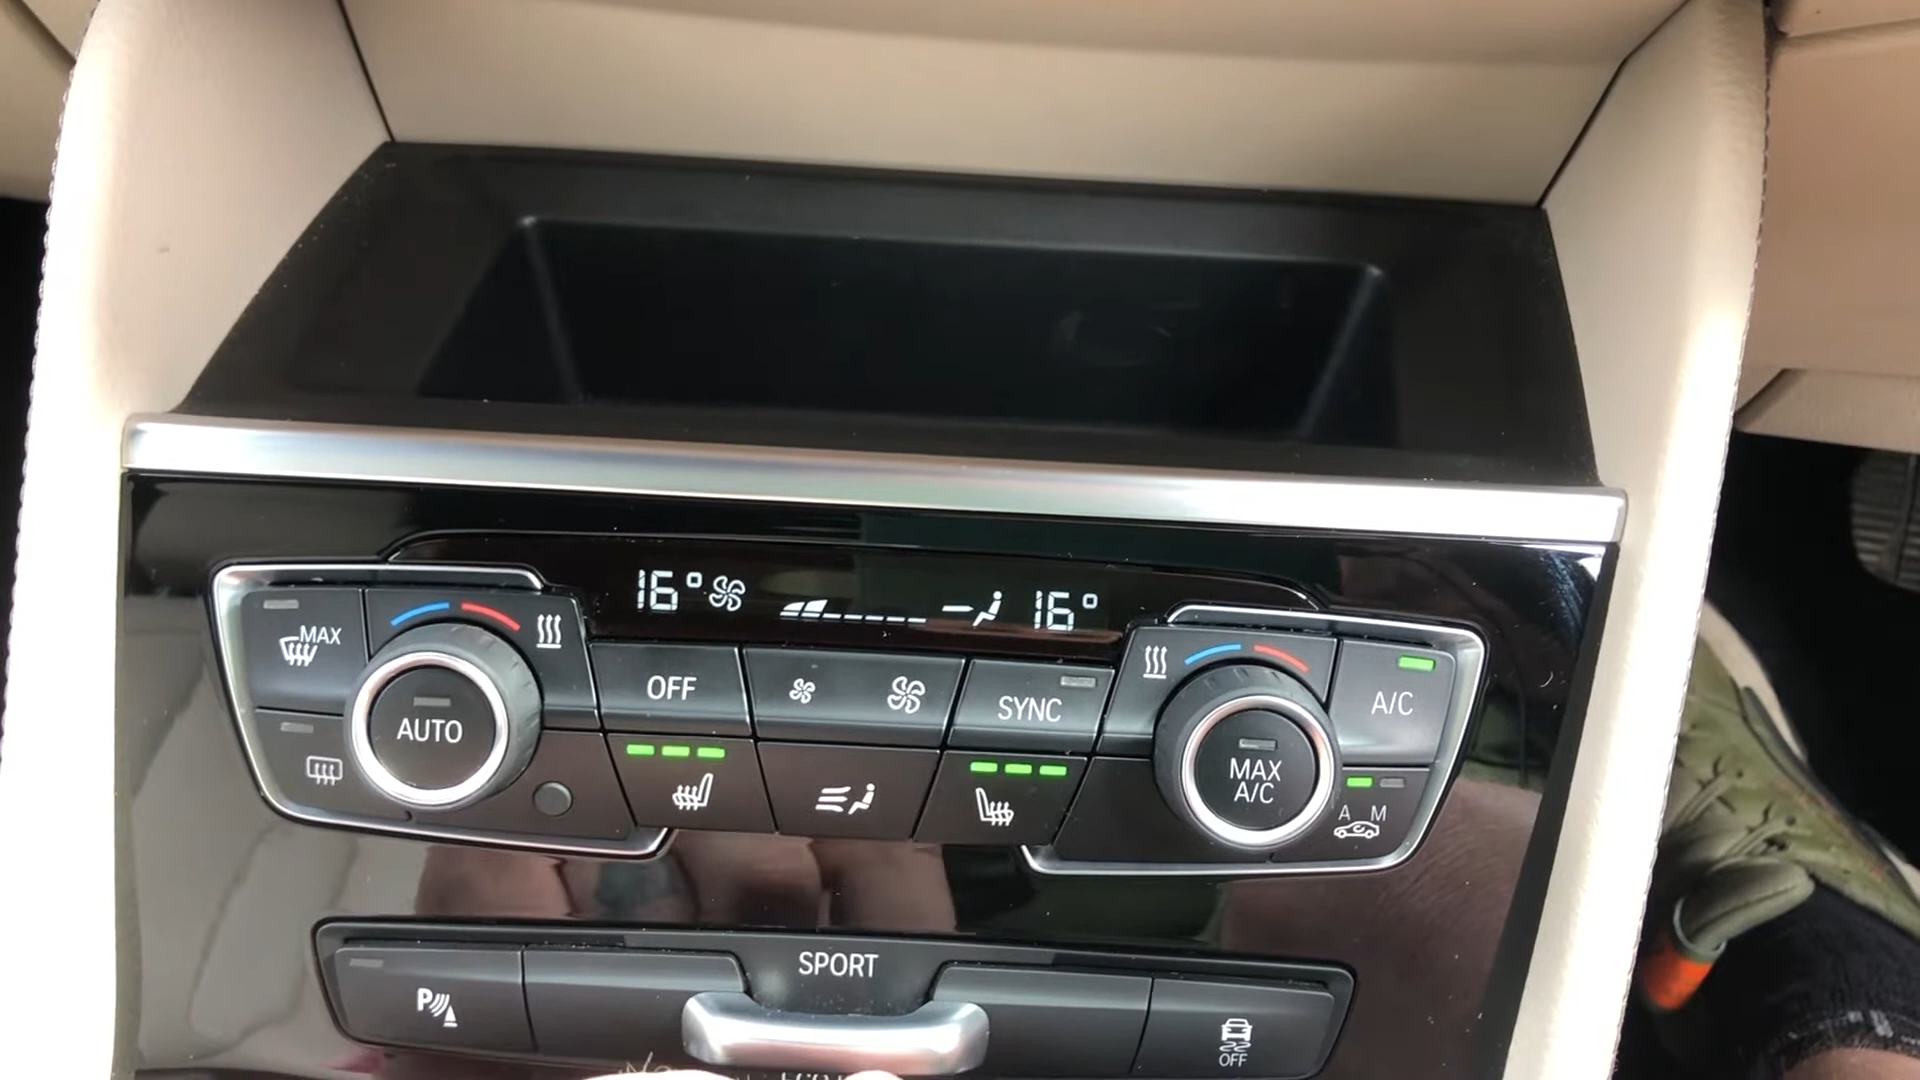 16°
16°
MAX
OFF
SYNC
A/C
AUTO
MAX
A/C
A M
SPORT
P
OFF